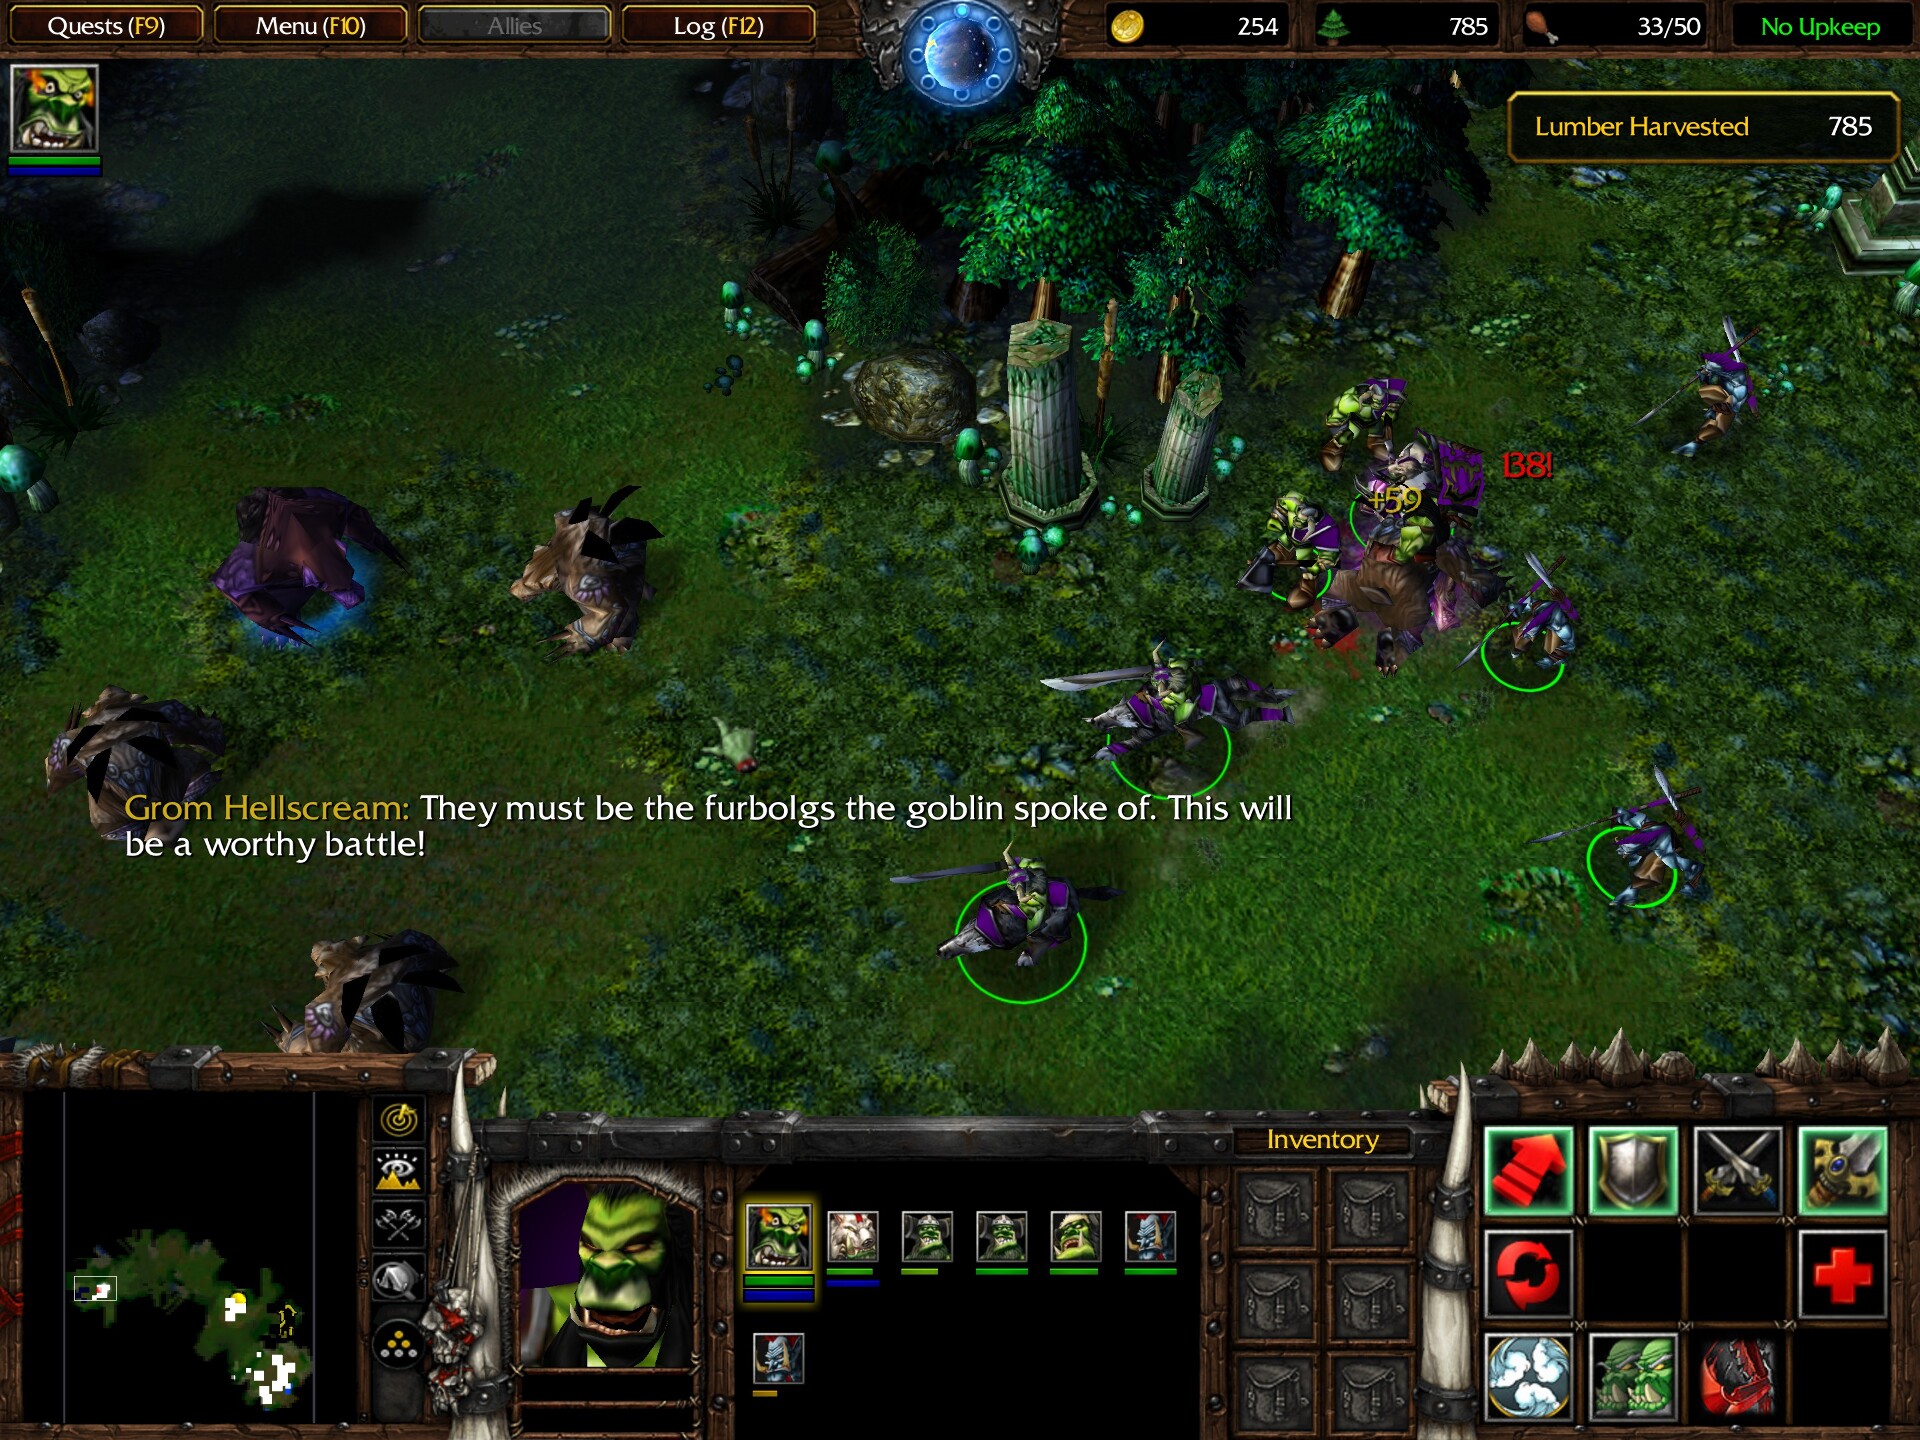 Quests (F9)
Menu (F10)
Allies
Log (F12)
254
785
33/50
No Upkeep
Lumber Harvested 785
138!
+59
Grom Hellscream: They must be the furbolgs the goblin spoke of. This will
be a worthy battle!
Inventory